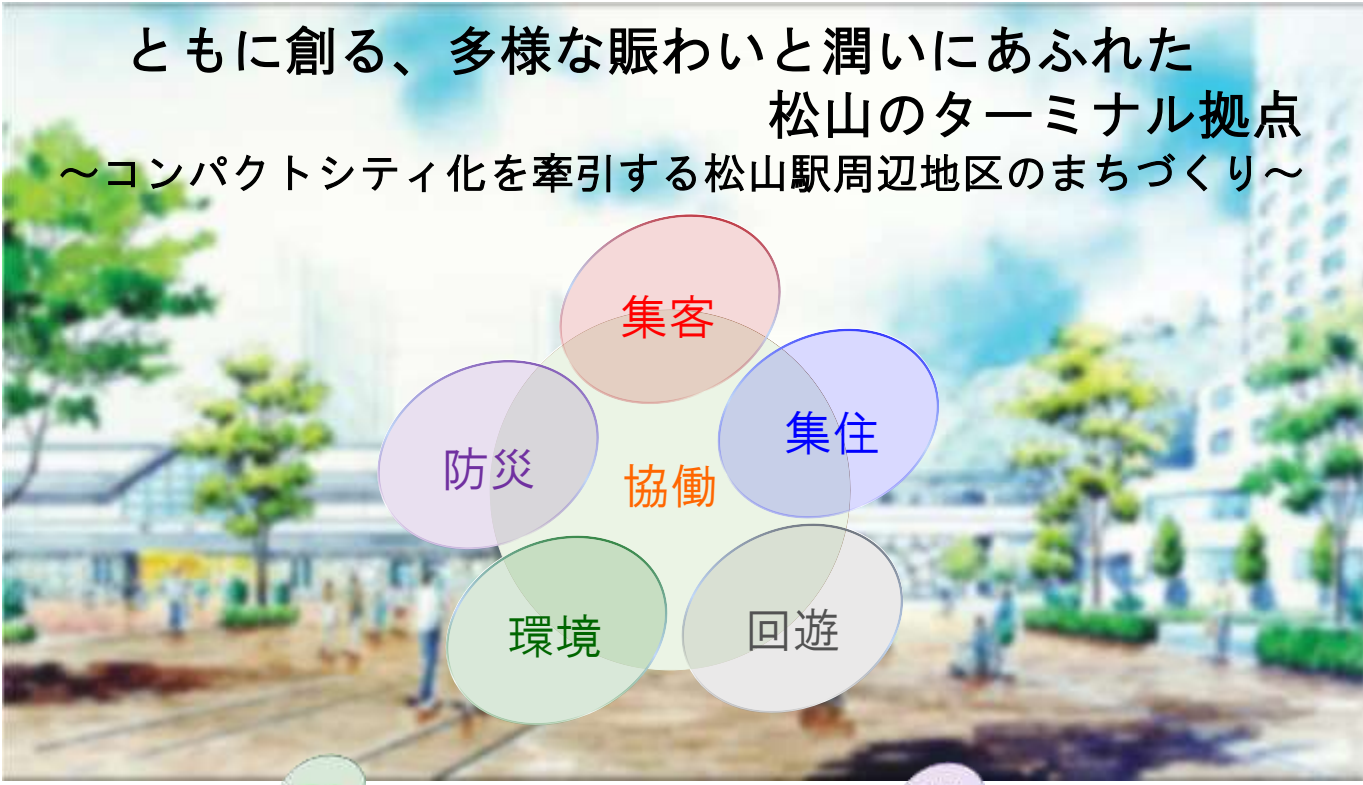 ともに創る、多様な賑わいと潤いにあふれた
松山のターミナル拠点
～コンパクトシティ化を牽引する松山駅周辺地区のまちづくり～
集客
集住
防災
協働
環境
回遊